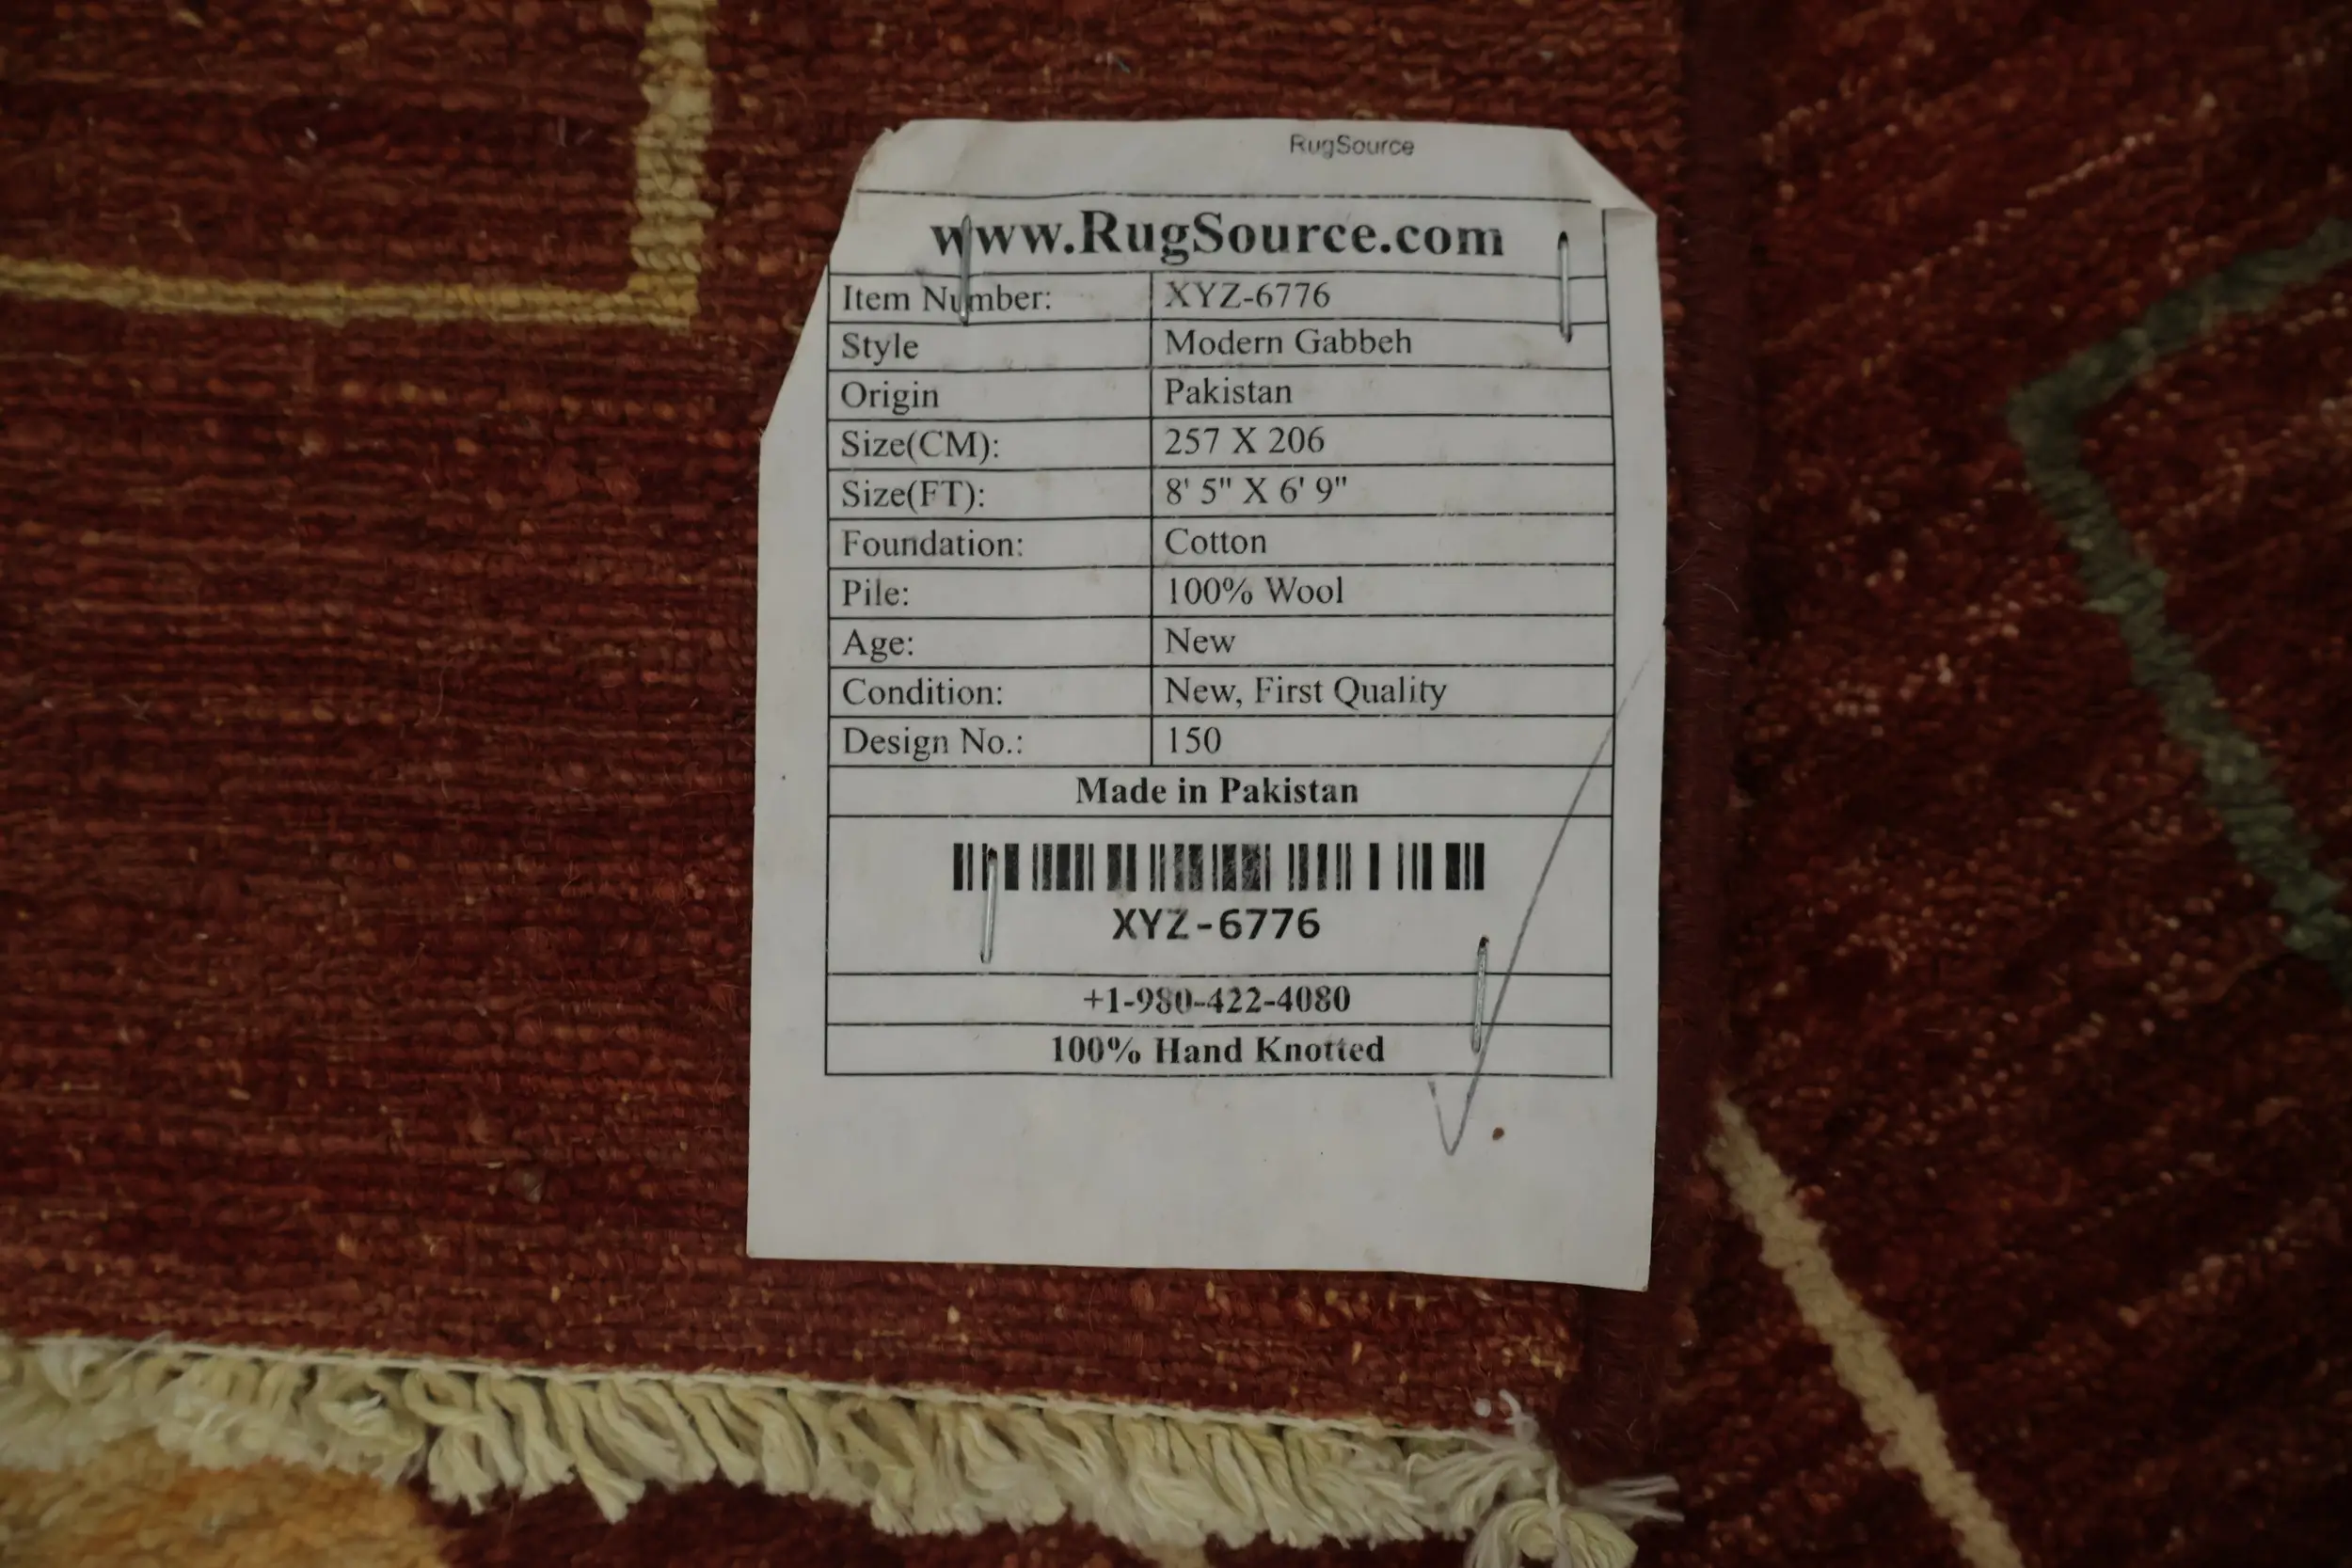 RugSource
www.RugSource.com
Item Number: XYZ-6776
Style Modern Gabbeh
Origin Pakistan
Size(CM): 257 X 206
Size(FT): 8' 5" X 6' 9"
Foundation: Cotton
Pile: 100% Wool
Age: New
Condition: New, First Quality
Design No.: 150
Made in Pakistan
XYZ-6776
+1-980-422-4080
100% Hand Knotted